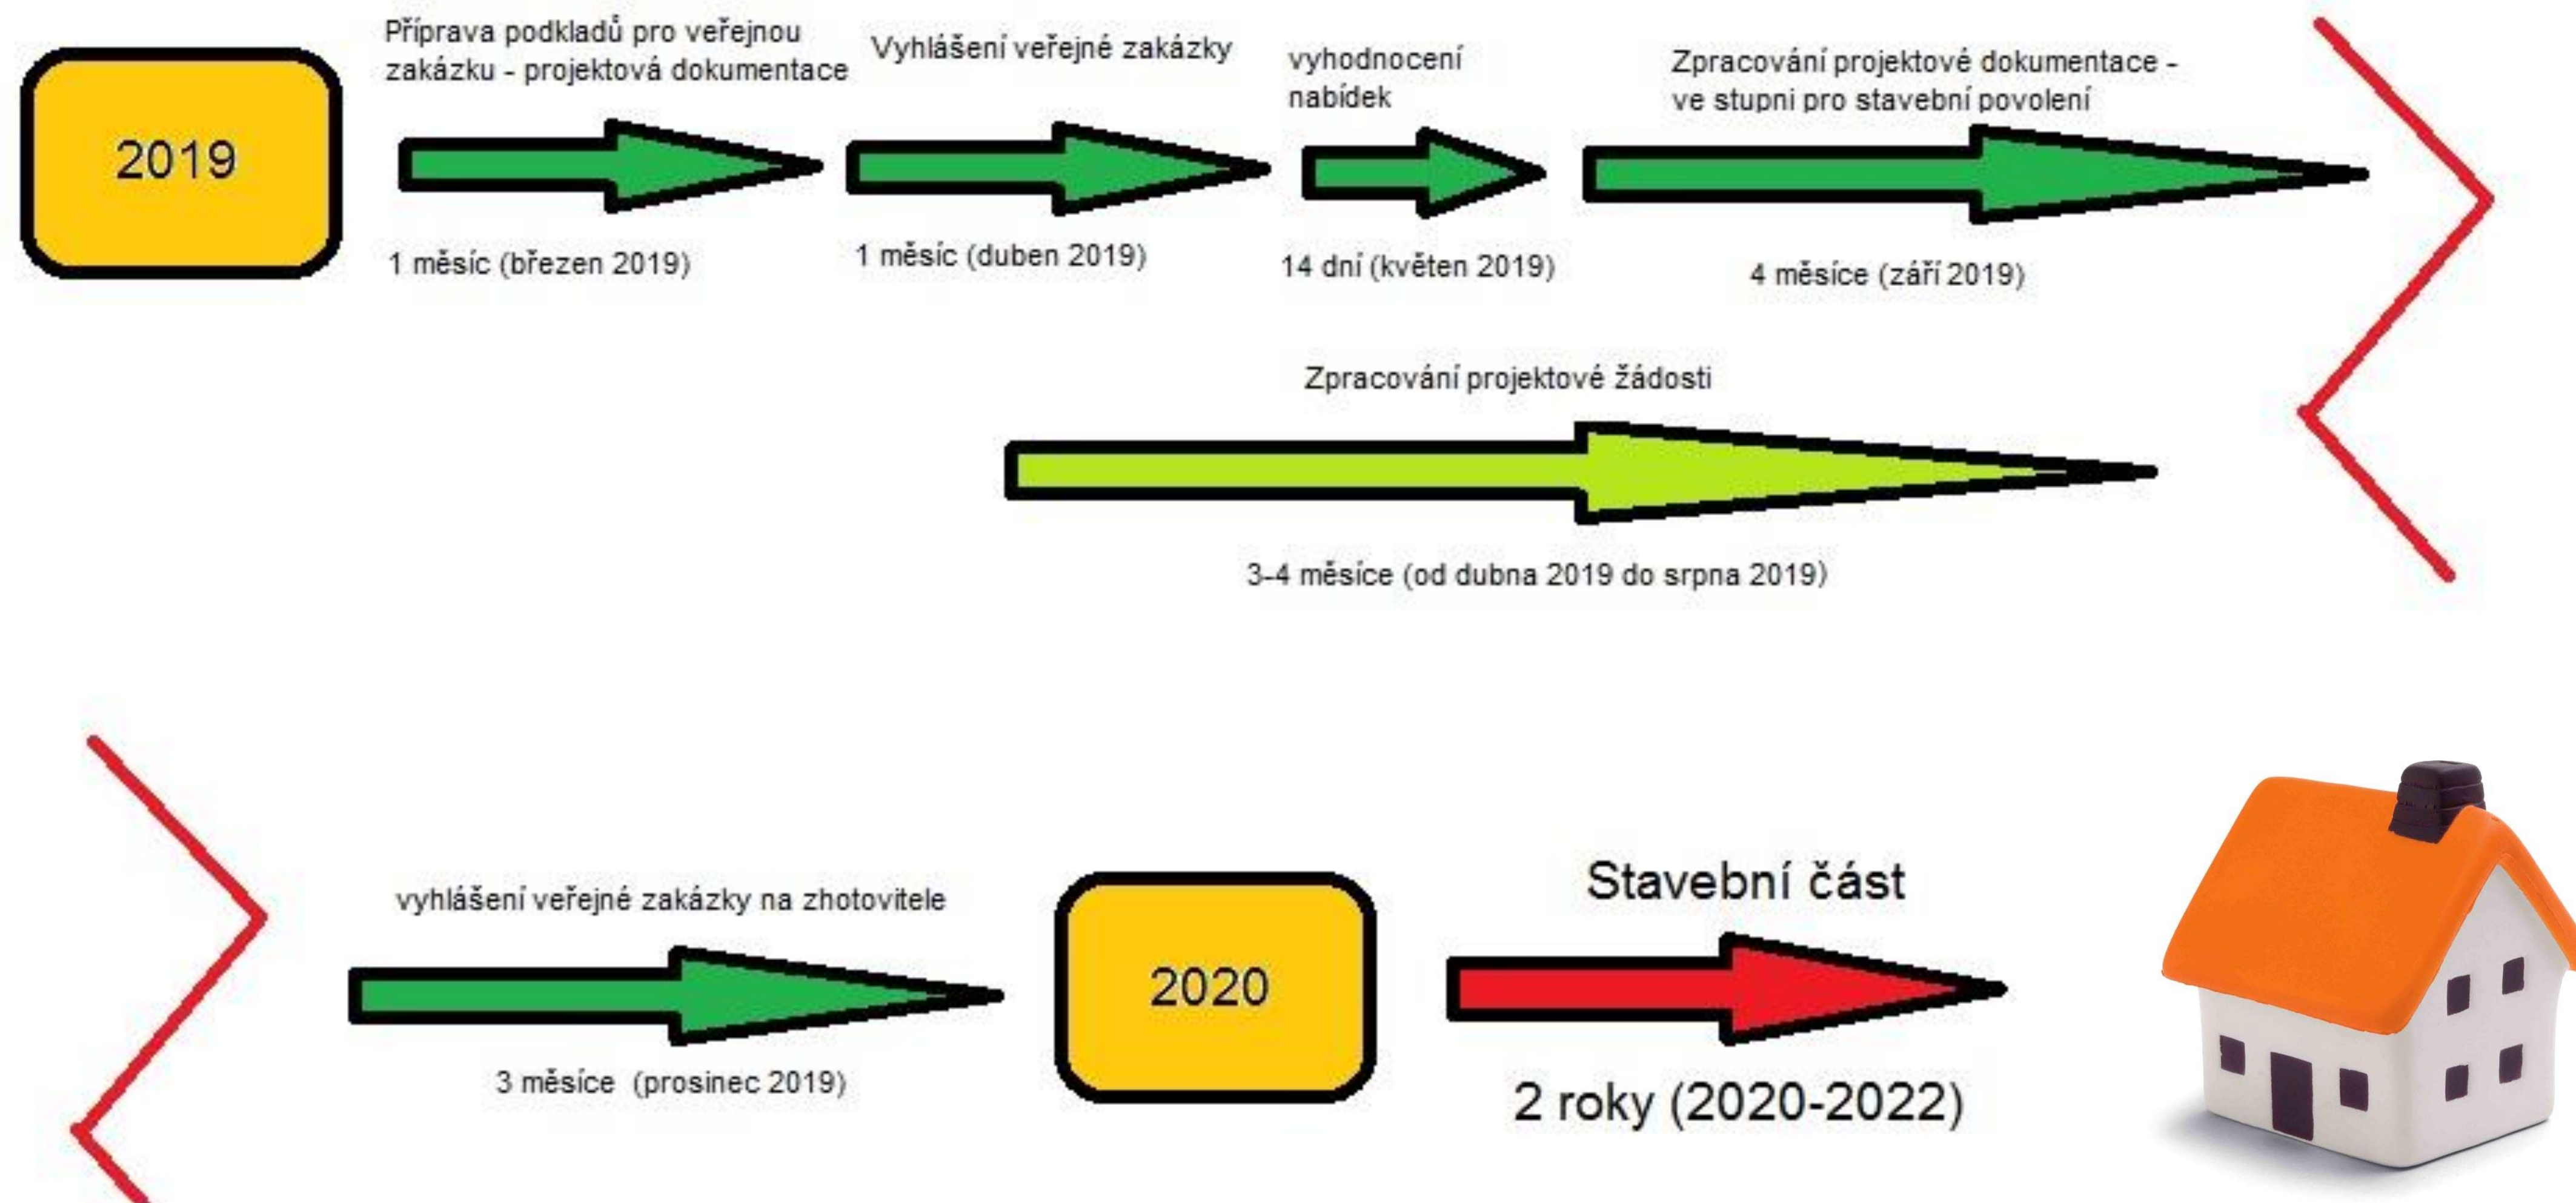 2019
Příprava podkladů pro veřejnou
zakázku - projektová dokumentace
1 měsíc (březen 2019)
Vyhlášení veřejné zakázky
1 měsíc (duben 2019)
vyhodnocení
nabídek
14 dní (květen 2019)
Zpracování projektové dokumentace -
ve stupni pro stavební povolení
4 měsíce (září 2019)
Zpracování projektové žádosti
3-4 měsíce (od dubna 2019 do srpna 2019)
vyhlášení veřejné zakázky na zhotovitele
3 měsíce (prosinec 2019)
2020
Stavební část
2 roky (2020-2022)